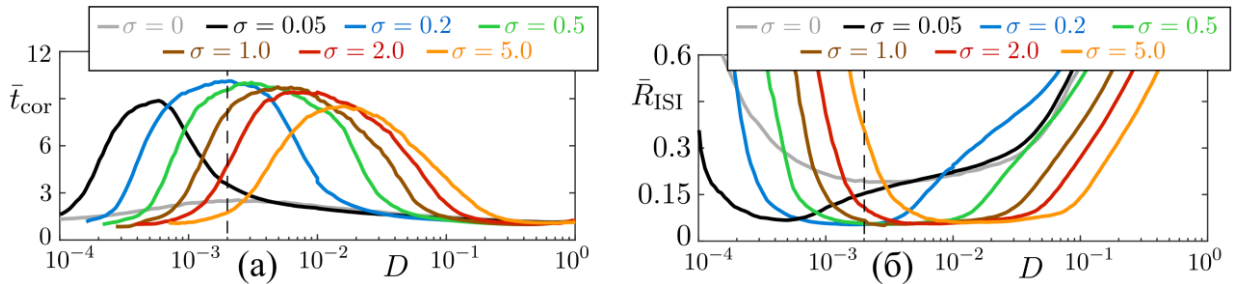 σ = 0 σ = 0.05 σ = 0.2 σ = 0.5
σ = 1.0 σ = 2.0 σ = 5.0
12
9
6
3
0
t̄cor
10⁻⁴ 10⁻³ 10⁻² 10⁻¹ 10⁰
(а) D
σ = 0 σ = 0.05 σ = 0.2 σ = 0.5
σ = 1.0 σ = 2.0 σ = 5.0
0.6
R̄ISI
0.3
0.15
0
10⁻⁴ 10⁻³ 10⁻² 10⁻¹ 10⁰
(б) D